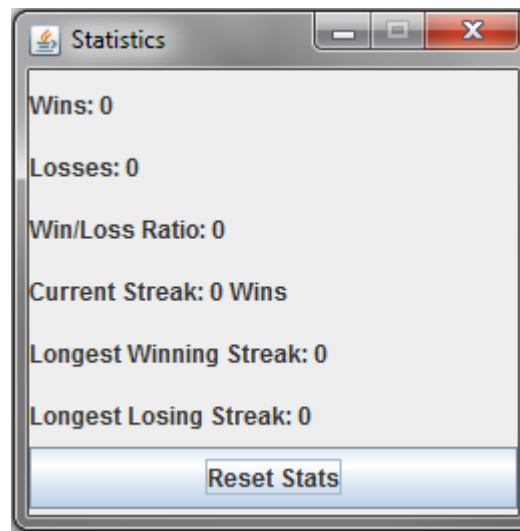 Statistics
Wins: 0
Losses: 0
Win/Loss Ratio: 0
Current Streak: 0 Wins
Longest Winning Streak: 0
Longest Losing Streak: 0
Reset Stats